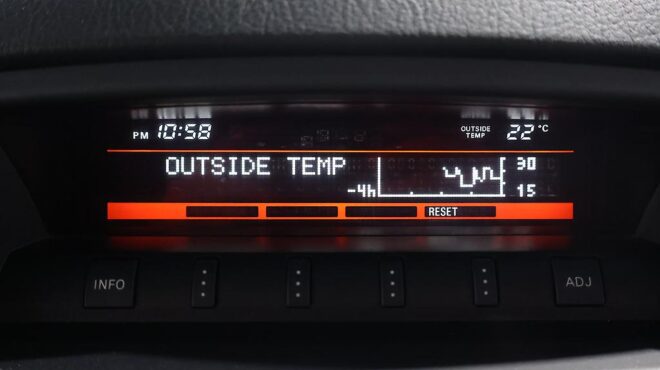 PM 10:58
OUTSIDE TEMP 22°C
OUTSIDE TEMP
-4h
30
15
RESET
INFO
ADJ